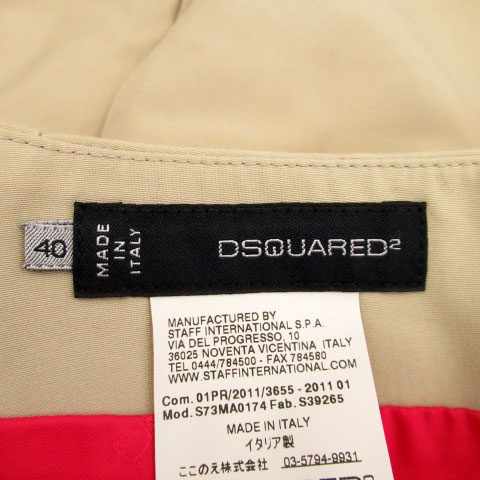 40
MADE
IN
ITALY
DSQUARED2
MANUFACTURED BY
STAFF INTERNATIONAL S.P.A.
VIA DEL PROGRESSO, 10
36025 NOVENTA VICENTINA ITALY
TEL 0444/784500 - FAX 784580
WWW.STAFFINTERNATIONAL.COM
Com. 01PR/2011/3655 - 2011 01
Mod. S73MA0174 Fab. S39265
MADE IN ITALY
イタリア製
ここのえ株式会社 03-5794-9931